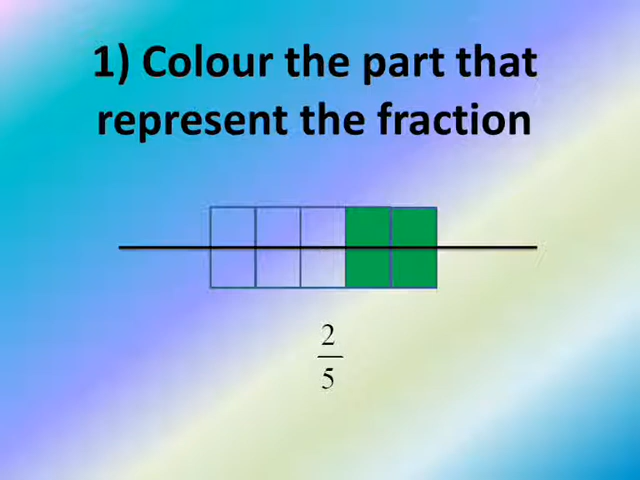 1) Colour the part that
represent the fraction
2
5